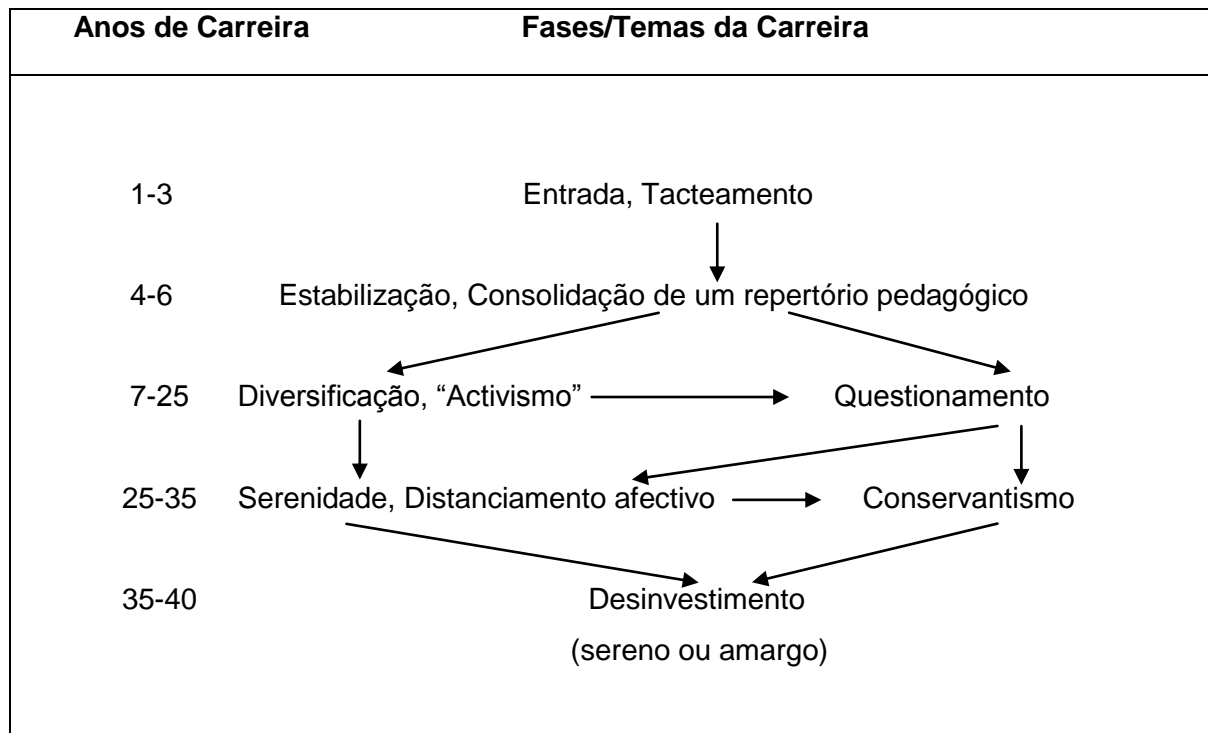 Anos de Carreira Fases/Temas da Carreira
1-3 Entrada, Tacteamento
4-6 Estabilização, Consolidação de um repertório pedagógico
7-25 Diversificação, “Activismo” Questionamento
25-35 Serenidade, Distanciamento afectivo Conservantismo
35-40 Desinvestimento
(sereno ou amargo)